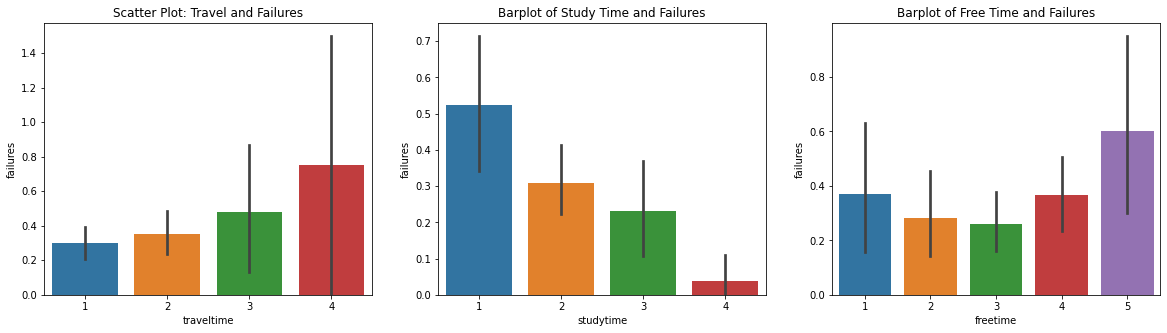 Scatter Plot: Travel and Failures
failures
1.4
1.2
1.0
0.8
0.6
0.4
0.2
0.0
1 2 3 4
traveltime
Barplot of Study Time and Failures
failures
0.7
0.6
0.5
0.4
0.3
0.2
0.1
0.0
1 2 3 4
studytime
Barplot of Free Time and Failures
failures
0.8
0.6
0.4
0.2
0.0
1 2 3 4 5
freetime